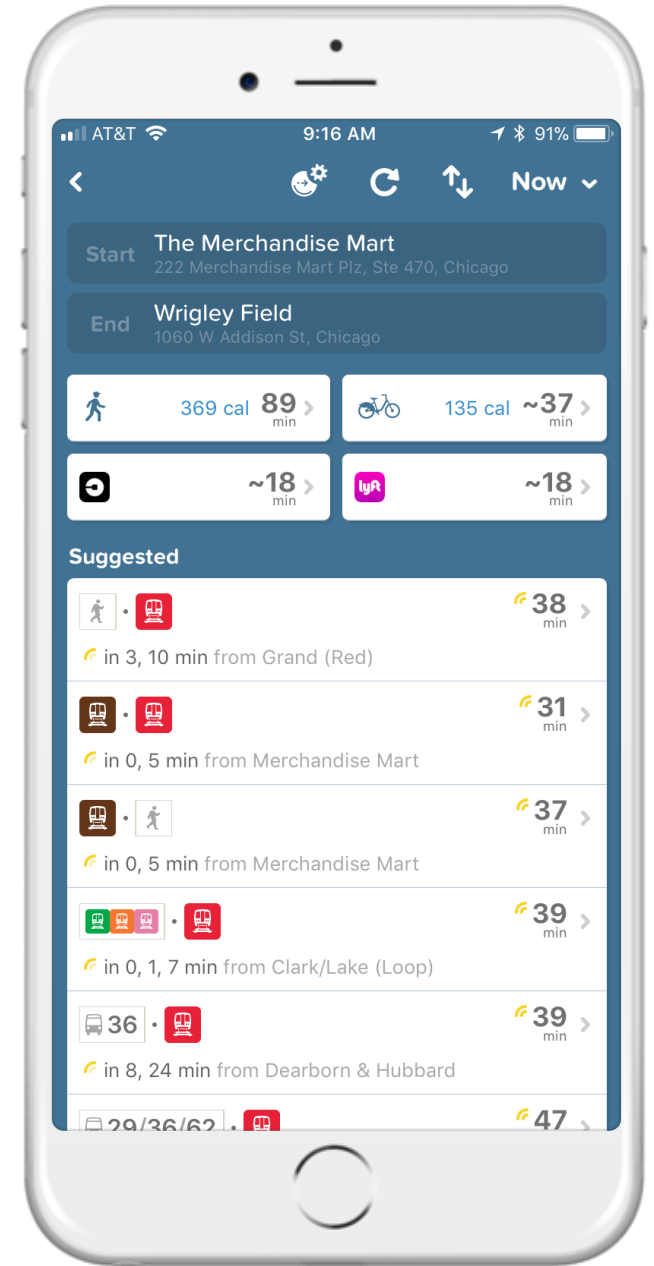 AT&T 9:16 AM 91%
Now
Start The Merchandise Mart
222 Merchandise Mart Plz, Ste 470, Chicago
End Wrigley Field
1060 W Addison St, Chicago
369 cal 89 min
135 cal ~37 min
~18 min
lyft ~18 min
Suggested
38 min
in 3, 10 min from Grand (Red)
31 min
in 0, 5 min from Merchandise Mart
37 min
in 0, 5 min from Merchandise Mart
39 min
in 0, 1, 7 min from Clark/Lake (Loop)
36 39 min
in 8, 24 min from Dearborn & Hubbard
29/36/62 47